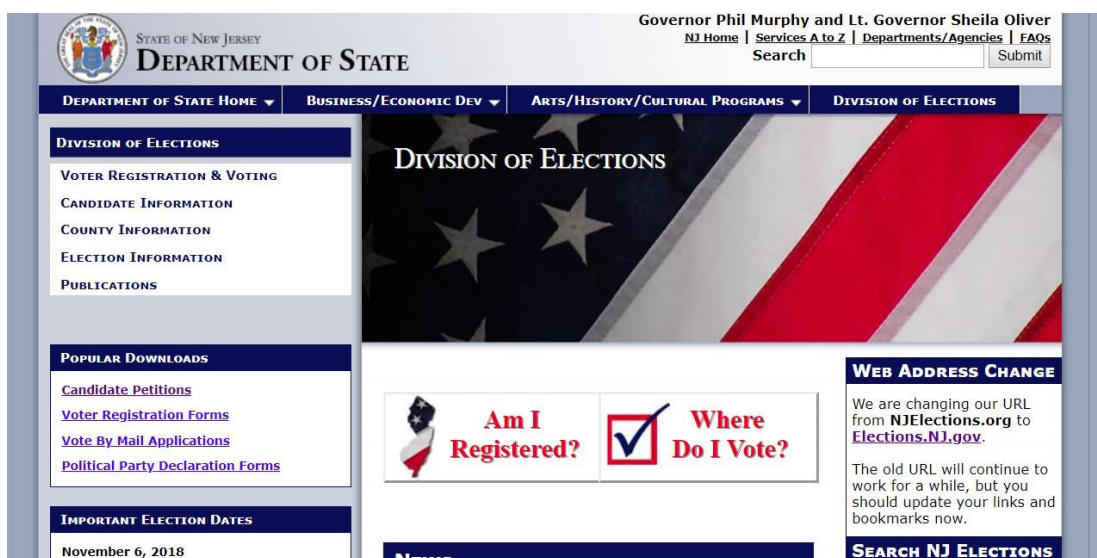 Governor Phil Murphy and Lt. Governor Sheila Oliver
NJ Home | Services A to Z | Departments/Agencies | FAQs
Search Submit
STATE OF NEW JERSEY
DEPARTMENT OF STATE
DEPARTMENT OF STATE HOME BUSINESS/ECONOMIC DEV ARTS/HISTORY/CULTURAL PROGRAMS DIVISION OF ELECTIONS
DIVISION OF ELECTIONS
VOTER REGISTRATION & VOTING
CANDIDATE INFORMATION
COUNTY INFORMATION
ELECTION INFORMATION
PUBLICATIONS
POPULAR DOWNLOADS
Candidate Petitions
Voter Registration Forms
Vote By Mail Applications
Political Party Declaration Forms
IMPORTANT ELECTION DATES
November 6, 2018
DIVISION OF ELECTIONS
Am I
Registered?
Where
Do I Vote?
NEWS
WEB ADDRESS CHANGE
We are changing our URL
from NJElections.org to
Elections.NJ.gov.
The old URL will continue to
work for a while, but you
should update your links and
bookmarks now.
SEARCH NJ ELECTIONS